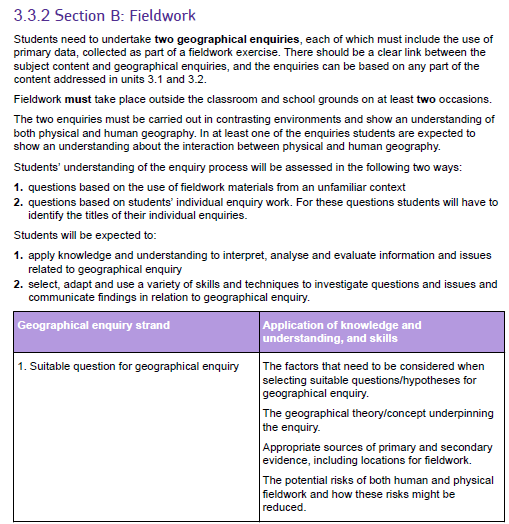 3.3.2 Section B: Fieldwork
Students need to undertake two geographical enquiries, each of which must include the use of
primary data, collected as part of a fieldwork exercise. There should be a clear link between the
subject content and geographical enquiries, and the enquiries can be based on any part of the
content addressed in units 3.1 and 3.2.
Fieldwork must take place outside the classroom and school grounds on at least two occasions.
The two enquiries must be carried out in contrasting environments and show an understanding of
both physical and human geography. In at least one of the enquiries students are expected to
show an understanding about the interaction between physical and human geography.
Students' understanding of the enquiry process will be assessed in the following two ways:
1. questions based on the use of fieldwork materials from an unfamiliar context
2. questions based on students' individual enquiry work. For these questions students will have to
identify the titles of their individual enquiries.
Students will be expected to:
1. apply knowledge and understanding to interpret, analyse and evaluate information and issues
related to geographical enquiry
2. select, adapt and use a variety of skills and techniques to investigate questions and issues and
communicate findings in relation to geographical enquiry.
Geographical enquiry strand
Application of knowledge and
understanding, and skills
1. Suitable question for geographical enquiry
The factors that need to be considered when
selecting suitable questions/hypotheses for
geographical enquiry.
The geographical theory/concept underpinning
the enquiry.
Appropriate sources of primary and secondary
evidence, including locations for fieldwork.
The potential risks of both human and physical
fieldwork and how these risks might be
reduced.